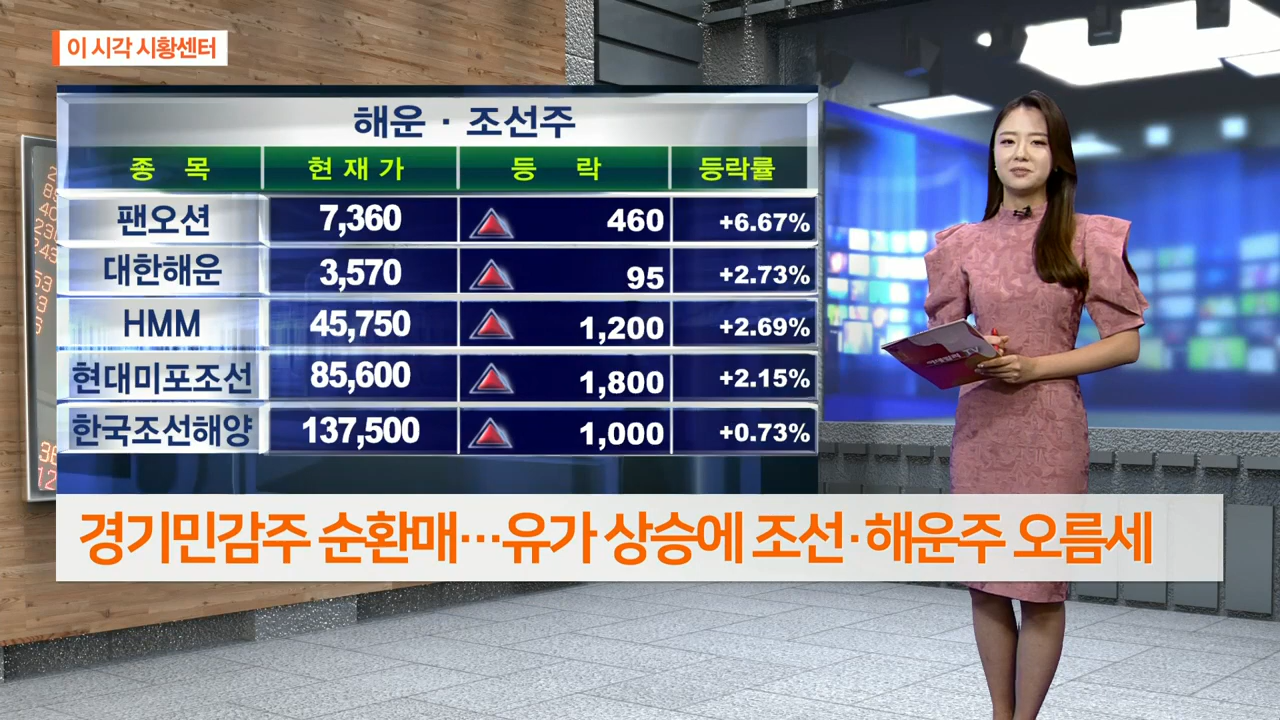 이 시각 시황센터
해운 · 조선주
종 목 현 재 가 등 락 등락률
팬오션 7,360 ▲ 460 +6.67%
대한해운 3,570 ▲ 95 +2.73%
HMM 45,750 ▲ 1,200 +2.69%
현대미포조선 85,600 ▲ 1,800 +2.15%
한국조선해양 137,500 ▲ 1,000 +0.73%
경기민감주 순환매…유가 상승에 조선·해운주 오름세